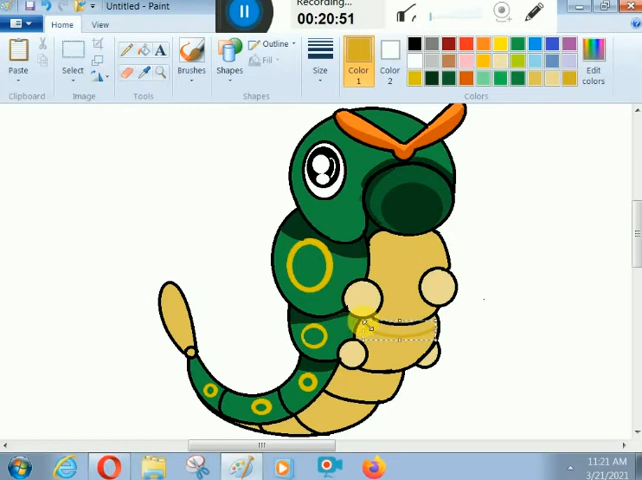 Untitled - Paint
Recording...
00:20:51
Home
View
Paste
Select
Brushes
Shapes
Outline
Fill
Size
Color
1
Color
2
Edit
colors
Clipboard
Image
Tools
Shapes
Colors
11:21 AM
3/21/2021